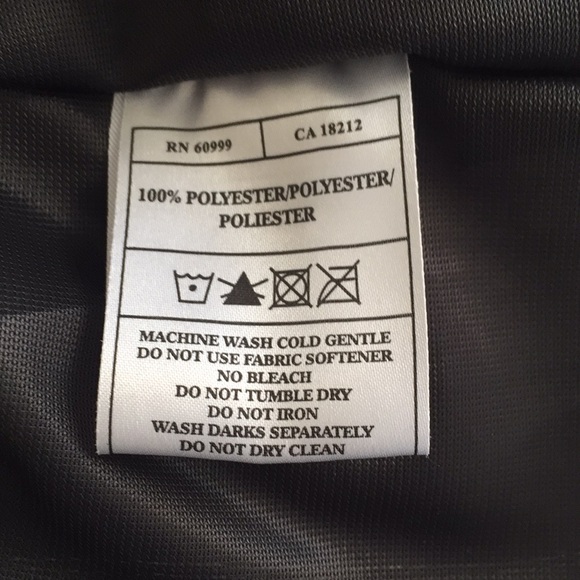 RN 60999 CA 18212
100% POLYESTER/POLYESTER/
POLIESTER
MACHINE WASH COLD GENTLE
DO NOT USE FABRIC SOFTENER
NO BLEACH
DO NOT TUMBLE DRY
DO NOT IRON
WASH DARKS SEPARATELY
DO NOT DRY CLEAN